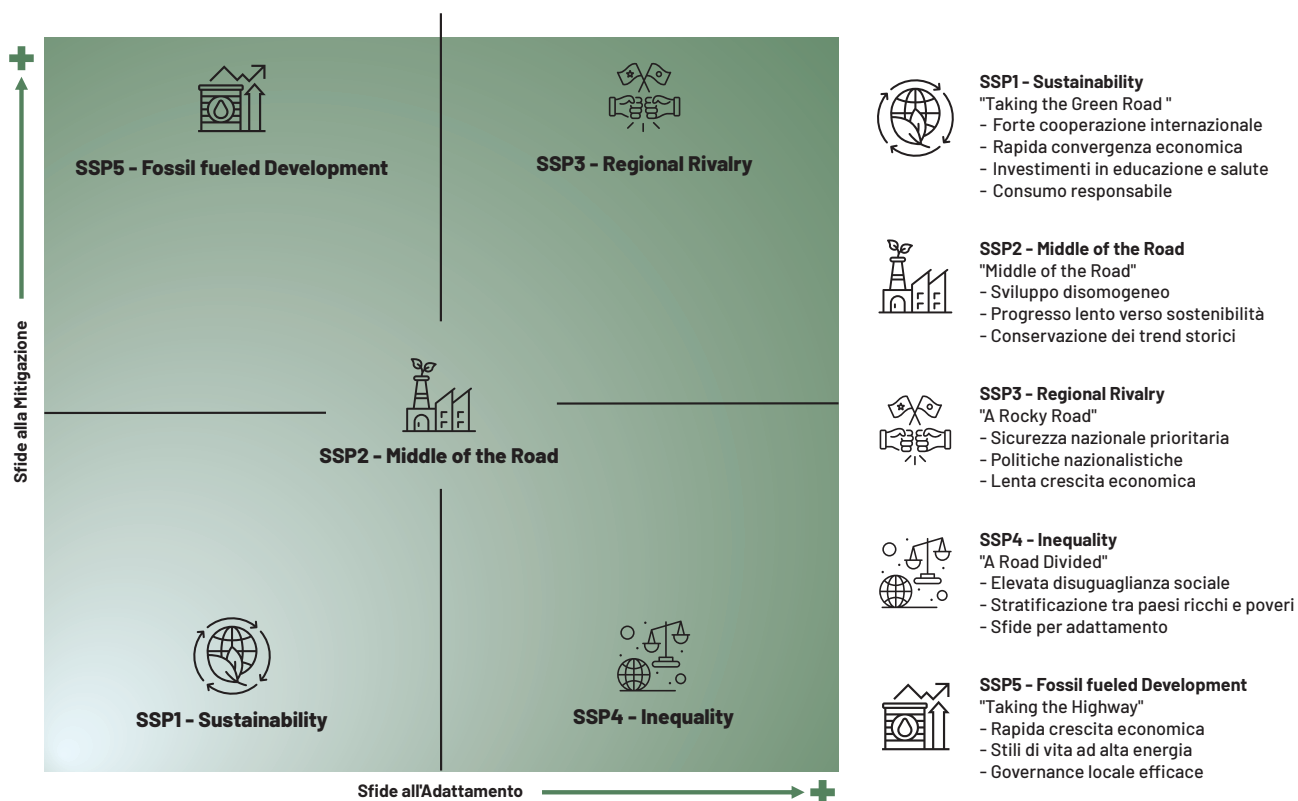 SSP5 - Fossil fueled Development
SSP3 - Regional Rivalry
Sfide alla Mitigazione
SSP2 - Middle of the Road
SSP1 - Sustainability
SSP4 - Inequality
Sfide all'Adattamento
SSP1 - Sustainability
"Taking the Green Road "
- Forte cooperazione internazionale
- Rapida convergenza economica
- Investimenti in educazione e salute
- Consumo responsabile
SSP2 - Middle of the Road
"Middle of the Road"
- Sviluppo disomogeneo
- Progresso lento verso sostenibilità
- Conservazione dei trend storici
SSP3 - Regional Rivalry
"A Rocky Road"
- Sicurezza nazionale prioritaria
- Politiche nazionalistiche
- Lenta crescita economica
SSP4 - Inequality
"A Road Divided"
- Elevata disuguaglianza sociale
- Stratificazione tra paesi ricchi e poveri
- Sfide per adattamento
SSP5 - Fossil fueled Development
"Taking the Highway"
- Rapida crescita economica
- Stili di vita ad alta energia
- Governance locale efficace